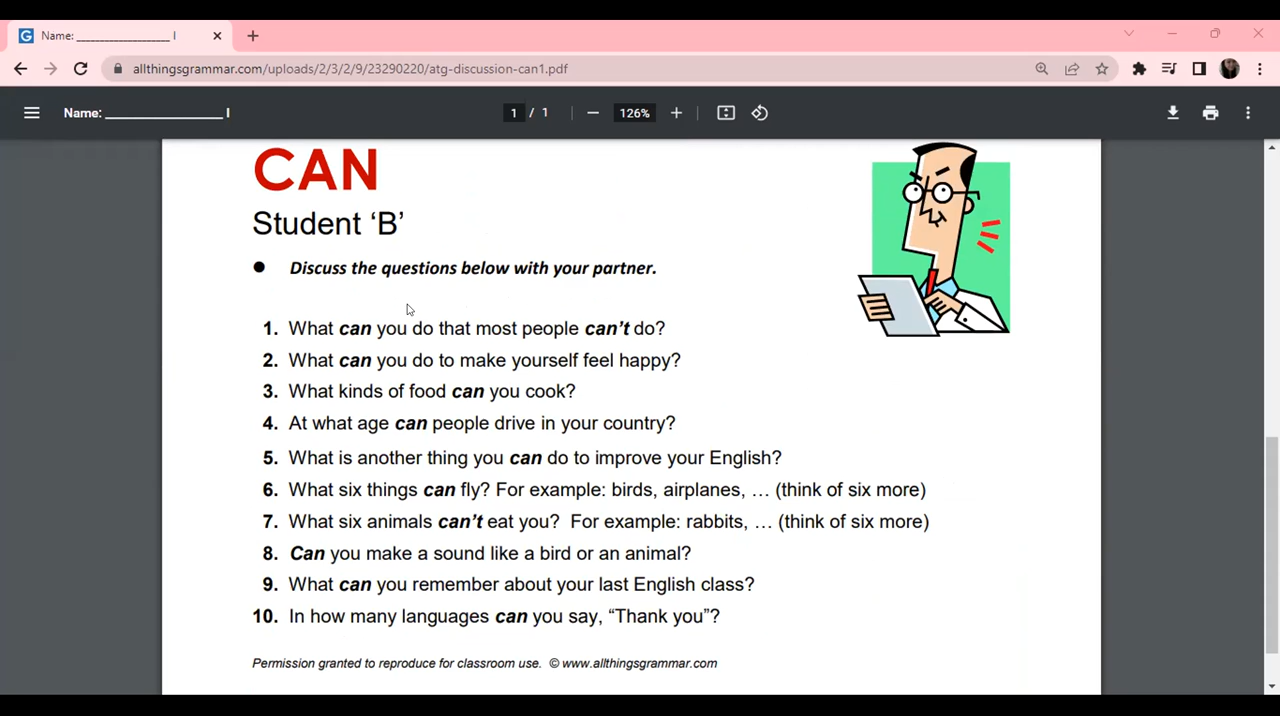 Name: ___________________ I
allthingsgrammar.com/uploads/2/3/2/9/23290220/atg-discussion-can1.pdf
Name: _______________ I
1 / 1
126%
CAN
Student ‘B’
● Discuss the questions below with your partner.
1. What can you do that most people can’t do?
2. What can you do to make yourself feel happy?
3. What kinds of food can you cook?
4. At what age can people drive in your country?
5. What is another thing you can do to improve your English?
6. What six things can fly? For example: birds, airplanes, … (think of six more)
7. What six animals can’t eat you? For example: rabbits, … (think of six more)
8. Can you make a sound like a bird or an animal?
9. What can you remember about your last English class?
10. In how many languages can you say, “Thank you”?
Permission granted to reproduce for classroom use. © www.allthingsgrammar.com